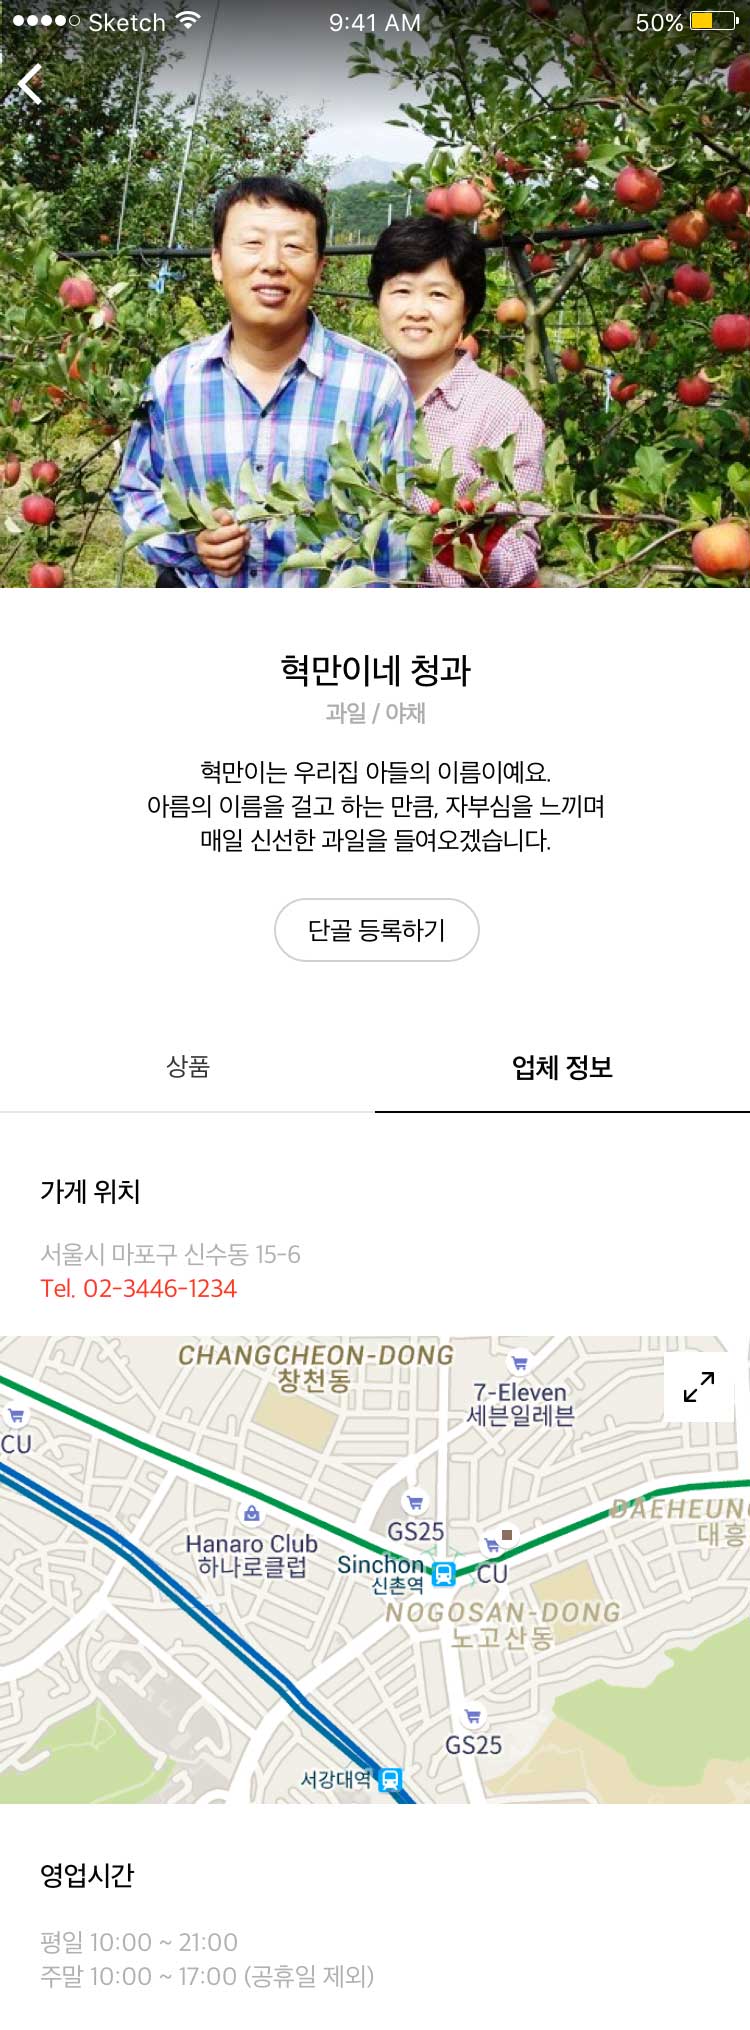 Sketch 9:41 AM 50%
혁만이네 청과
과일 / 야채
혁만이는 우리집 아들의 이름이예요.
아름의 이름을 걸고 하는 만큼, 자부심을 느끼며
매일 신선한 과일을 들여오겠습니다.
단골 등록하기
상품 업체 정보
가게 위치
서울시 마포구 신수동 15-6
Tel. 02-3446-1234
CHANGCHEON-DONG
창천동
7-Eleven
세븐일레븐
CU
DAEHEUNG
대흥
GS25
Hanaro Club
하나로클럽
Sinchon
신촌역
CU
NOGOSAN-DONG
노고산동
GS25
서강대역
영업시간
평일 10:00 ~ 21:00
주말 10:00 ~ 17:00 (공휴일 제외)